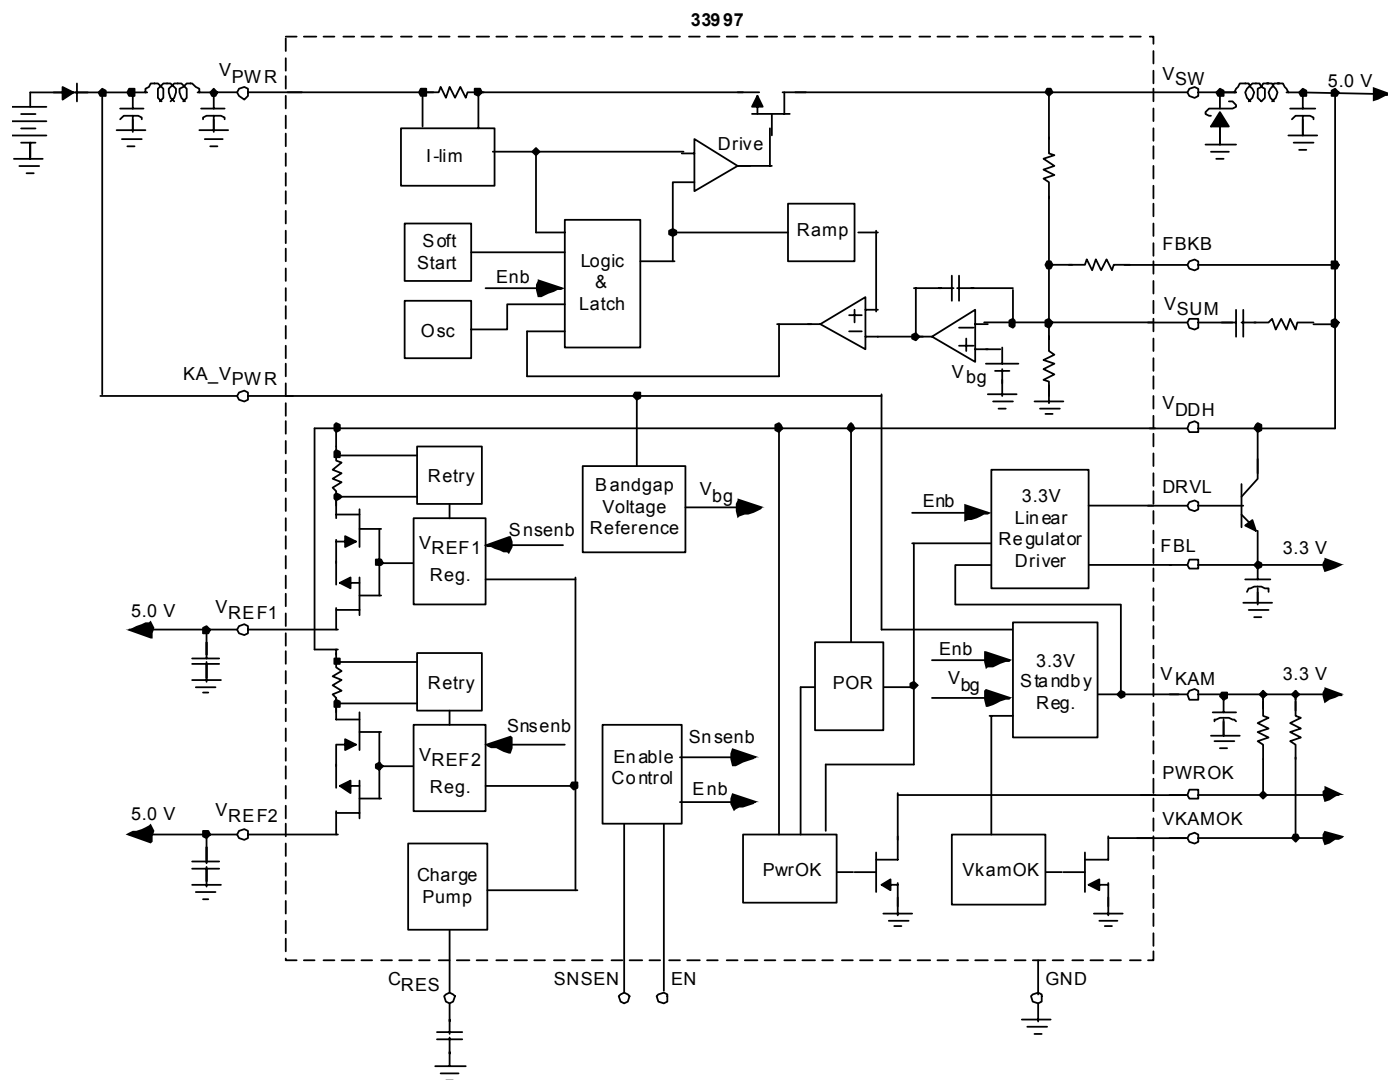 33997
VPWR
VSW
5.0 V
I-lim
Drive
Soft
Start
Enb
Osc
Logic
&
Latch
Ramp
+
−
−
+
Vbg
FBKB
VSUM
KA_VPWR
VDDH
Retry
VREF1
Reg.
Snsenb
Bandgap
Voltage
Reference
Vbg
Enb
3.3V
Linear
Regulator
Driver
DRVL
FBL
3.3 V
5.0 V
VREF1
Retry
VREF2
Reg.
Snsenb
POR
Enb
Vbg
3.3V
Standby
Reg.
VKAM
3.3 V
Enable
Control
Snsenb
Enb
PWROK
VKAMOK
5.0 V
VREF2
Charge
Pump
PwrOK
VkamOK
CRES
SNSEN
EN
GND